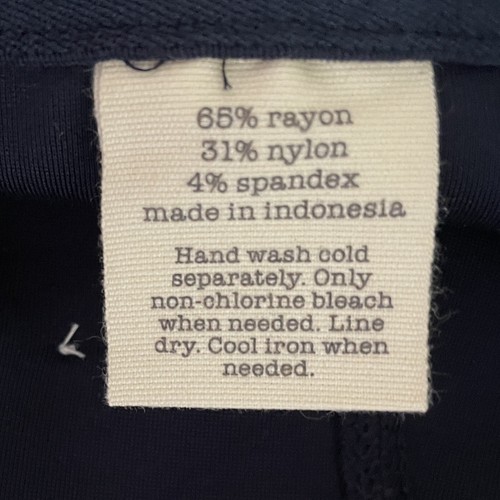 65% rayon
31% nylon
4% spandex
made in indonesia
Hand wash cold
separately. Only
non-chlorine bleach
when needed. Line
dry. Cool iron when
needed.